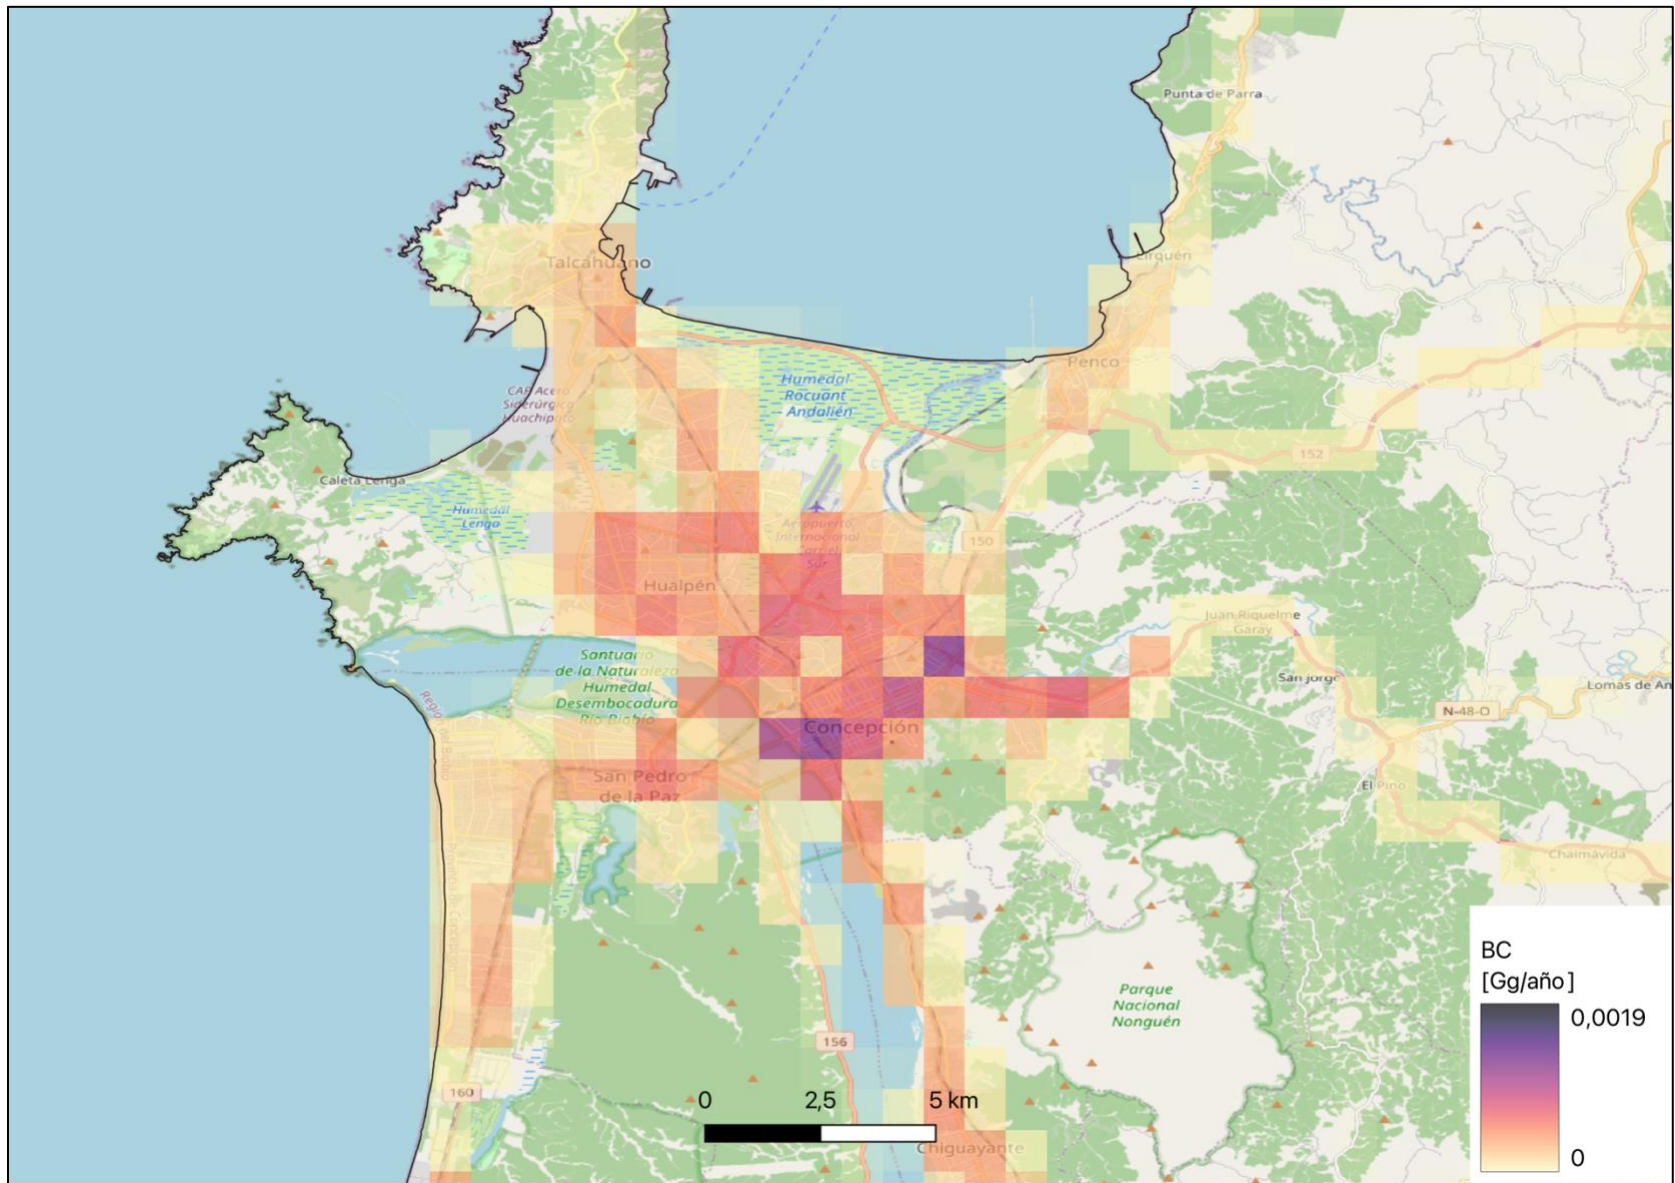 Punta de Parra
Lirquén
Talcahuano
Penco
Humedal
Rocuant
Andalién
CAP Acero
Siderúrgica
Huachipato
152
Caleta Lenga
Humedal
Lenga
Aeropuerto
Internacional
Carriel
Sur
150
Hualpén
Juan Riquelme
Garay
Santuario
de la Naturaleza
Humedal
Desembocadura
Río Biobío
San Jorge
Lomas de An
N-48-O
Concepción
San Pedro
de la Paz
El Pino
Chaimávida
BC
[Gg/año]
0,0019
0
Parque
Nacional
Nonguén
156
160
0 2,5 5 km
Chiguayante